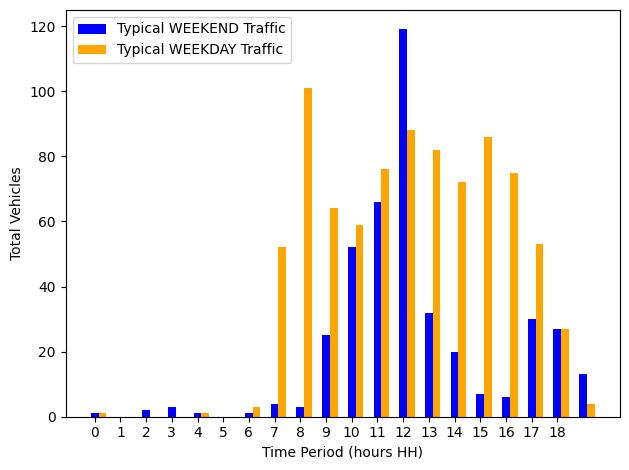 Typical WEEKEND Traffic
Typical WEEKDAY Traffic
120
100
80
60
40
20
0
Total Vehicles
0 1 2 3 4 5 6 7 8 9 10 11 12 13 14 15 16 17 18
Time Period (hours HH)